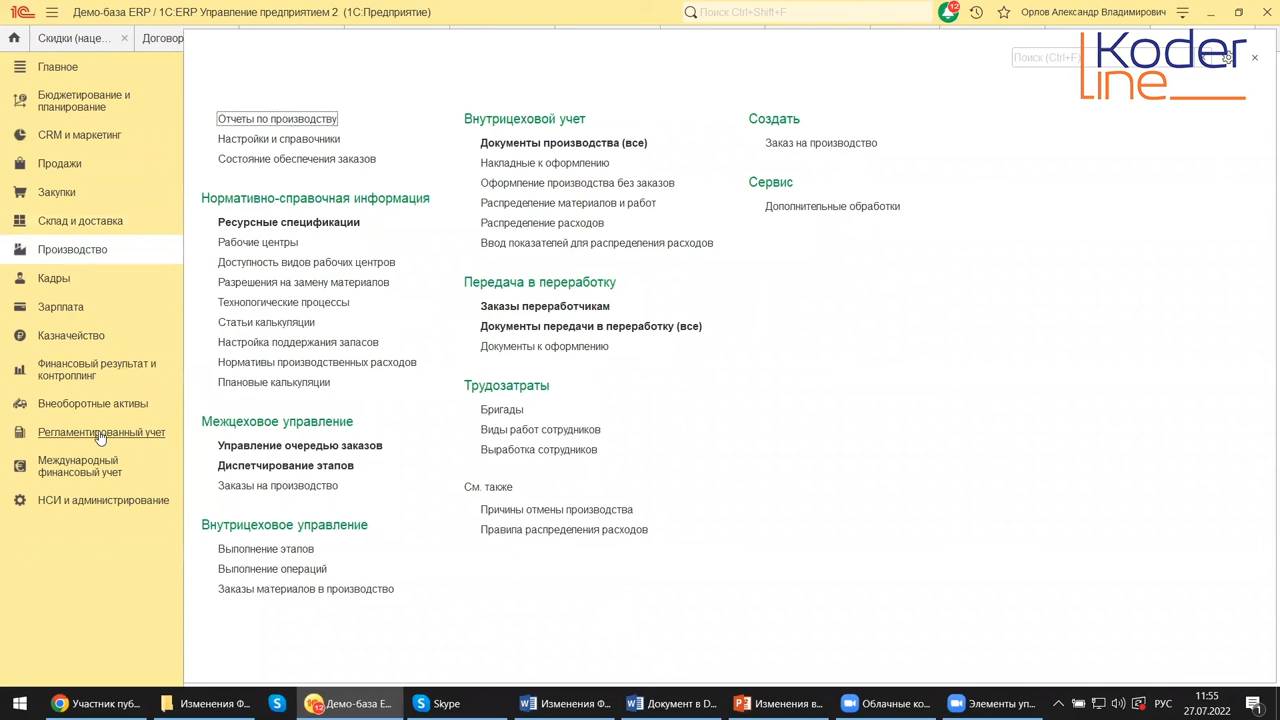 Демо-база ERP / 1С:ERP Управление предприятием 2 (1С:Предприятие)
Поиск Ctrl+Shift+F
12
Орлов Александр Владимирович
Скидки (наце...
Договор
Поиск (Ctrl+F)
Koder
line
Главное
Бюджетирование и
планирование
CRM и маркетинг
Продажи
Закупки
Склад и доставка
Производство
Кадры
Зарплата
Казначейство
Финансовый результат и
контроллинг
Внеоборотные активы
Регламентированный учет
Международный
финансовый учет
НСИ и администрирование
Отчеты по производству
Настройки и справочники
Состояние обеспечения заказов
Нормативно-справочная информация
Ресурсные спецификации
Рабочие центры
Доступность видов рабочих центров
Разрешения на замену материалов
Технологические процессы
Статьи калькуляции
Настройка поддержания запасов
Нормативы производственных расходов
Плановые калькуляции
Межцеховое управление
Управление очередью заказов
Диспетчирование этапов
Заказы на производство
Внутрицеховое управление
Выполнение этапов
Выполнение операций
Заказы материалов в производство
Внутрицеховой учет
Документы производства (все)
Накладные к оформлению
Оформление производства без заказов
Распределение материалов и работ
Распределение расходов
Ввод показателей для распределения расходов
Передача в переработку
Заказы переработчикам
Документы передачи в переработку (все)
Документы к оформлению
Трудозатраты
Бригады
Виды работ сотрудников
Выработка сотрудников
См. также
Причины отмены производства
Правила распределения расходов
Создать
Заказ на производство
Сервис
Дополнительные обработки
Участник пуб...
Изменения Ф...
12
Демо-база Е...
Skype
Изменения Ф...
Документ в D...
Изменения в...
Облачные ко...
Элементы уп...
РУС
11:55
27.07.2022
1